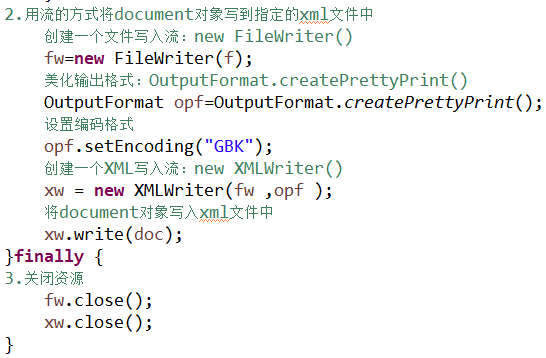 2.用流的方式将document对象写到指定的xml文件中
创建一个文件写入流：new FileWriter()
fw=new FileWriter(f);
美化输出格式：OutputFormat.createPrettyPrint()
OutputFormat opf=OutputFormat.createPrettyPrint();
设置编码格式
opf.setEncoding("GBK");
创建一个XML写入流：new XMLWriter()
xw = new XMLWriter(fw ,opf );
将document对象写入xml文件中
xw.write(doc);
}finally {
3.关闭资源
fw.close();
xw.close();
}